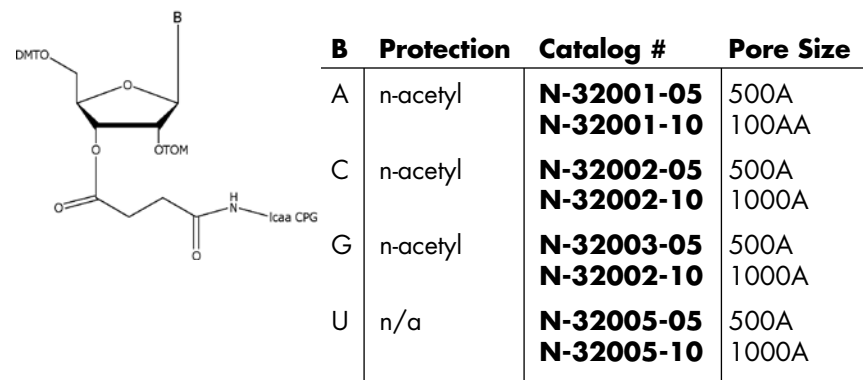 B
DMTO
O
O
OTOM
O
H
N
lcaa CPG
O
B Protection Catalog # Pore Size
A n-acetyl N-32001-05 500A
N-32001-10 100AA
C n-acetyl N-32002-05 500A
N-32002-10 1000A
G n-acetyl N-32003-05 500A
N-32002-10 1000A
U n/a N-32005-05 500A
N-32005-10 1000A